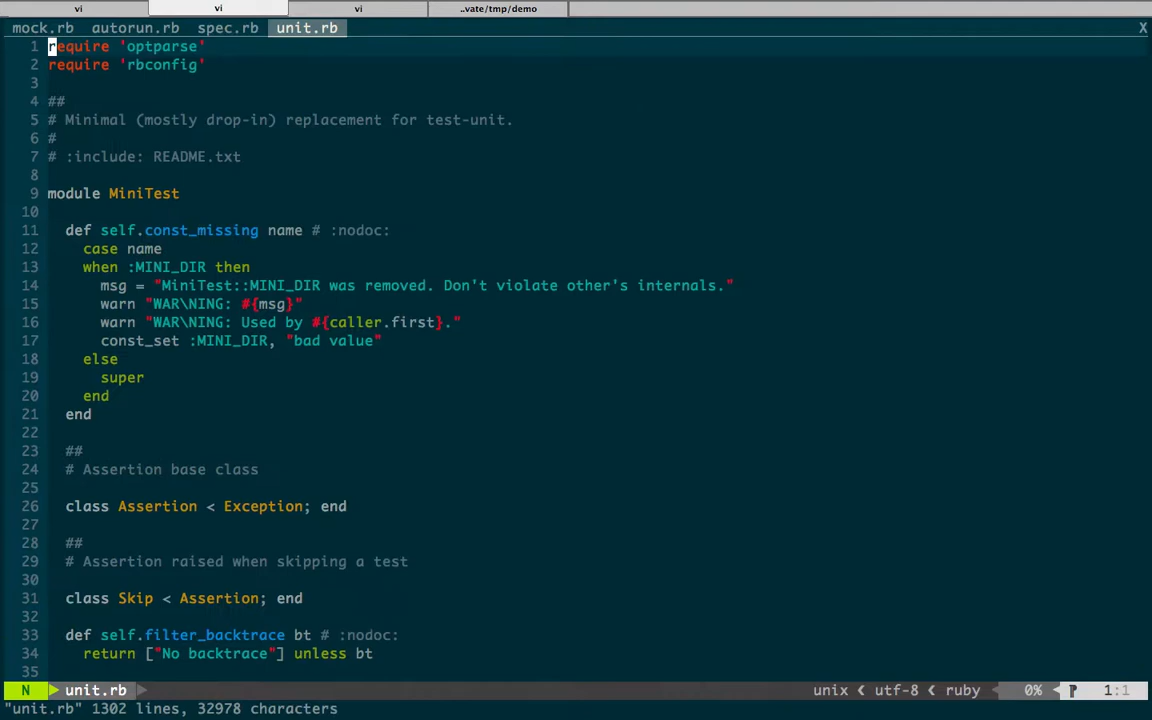 vi vi vi ..vate/tmp/demo
mock.rb autorun.rb spec.rb unit.rb X
1 require 'optparse'
2 require 'rbconfig'
3
4 ##
5 # Minimal (mostly drop-in) replacement for test-unit.
6 #
7 # :include: README.txt
8
9 module MiniTest
10
11 def self.const_missing name # :nodoc:
12 case name
13 when :MINI_DIR then
14 msg = "MiniTest::MINI_DIR was removed. Don't violate other's internals."
15 warn "WAR\NING: #{msg}"
16 warn "WAR\NING: Used by #{caller.first}."
17 const_set :MINI_DIR, "bad value"
18 else
19 super
20 end
21 end
22
23 ##
24 # Assertion base class
25
26 class Assertion < Exception; end
27
28 ##
29 # Assertion raised when skipping a test
30
31 class Skip < Assertion; end
32
33 def self.filter_backtrace bt # :nodoc:
34 return ["No backtrace"] unless bt
35
N unit.rb unix utf-8 ruby 0% 1:1
"unit.rb" 1302 lines, 32978 characters